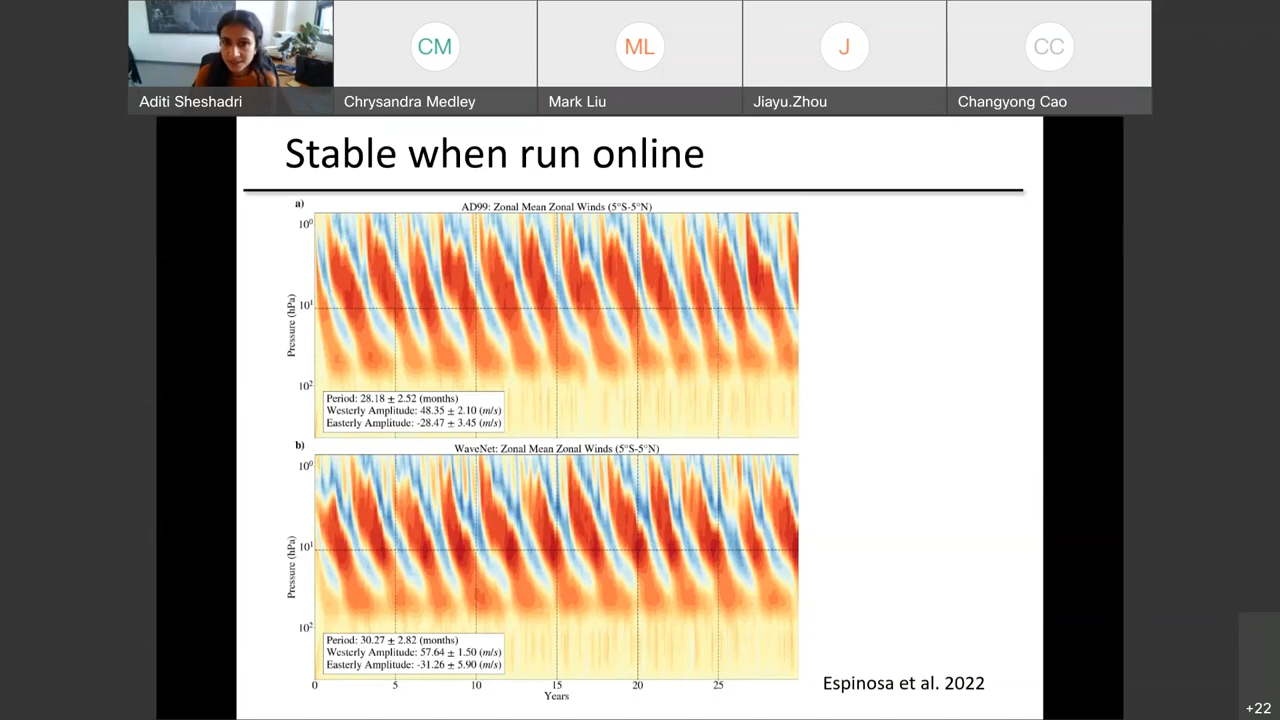 Aditi Sheshadri
CM
Chrysandra Medley
ML
Mark Liu
J
Jiayu.Zhou
CC
Changyong Cao
Stable when run online
a)
AD99: Zonal Mean Zonal Winds (5°S-5°N)
10⁰
10¹
10²
Pressure (hPa)
Period: 28.18 ± 2.52 (months)
Westerly Amplitude: 48.35 ± 2.10 (m/s)
Easterly Amplitude: -28.47 ± 3.45 (m/s)
b)
WaveNet: Zonal Mean Zonal Winds (5°S-5°N)
10⁰
10¹
10²
Pressure (hPa)
Period: 30.27 ± 2.82 (months)
Westerly Amplitude: 57.64 ± 1.50 (m/s)
Easterly Amplitude: -31.26 ± 5.90 (m/s)
0 5 10 15 20 25
Years
Espinosa et al. 2022
+22